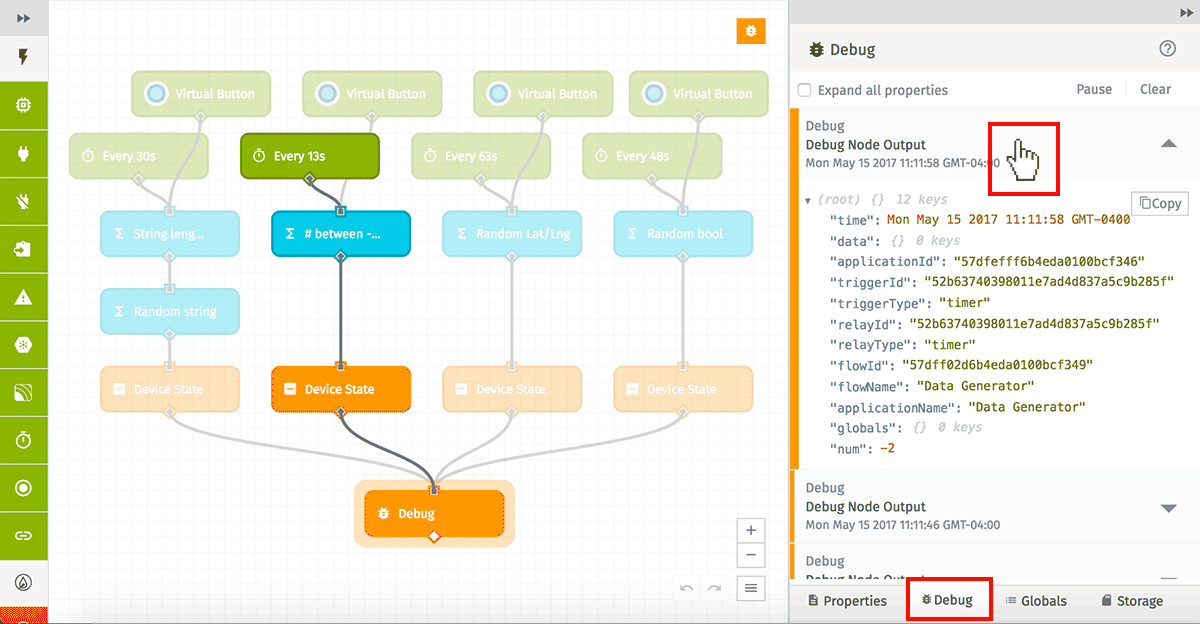 Virtual Button
Virtual Button
Virtual Button
Virtual Button
Every 30s
Every 13s
Every 63s
Every 48s
String leng...
# between -...
Random Lat/Lng
Random bool
Random string
Device State
Device State
Device State
Device State
Debug
Debug
Expand all properties
Pause
Clear
Debug
Debug Node Output
Mon May 15 2017 11:11:58 GMT-04:00
(root) {} 12 keys
Copy
"time": Mon May 15 2017 11:11:58 GMT-0400
"data": {} 0 keys
"applicationId": "57dfefff6b4eda0100bcf346"
"triggerId": "52b63740398011e7ad4d837a5c9b285f"
"triggerType": "timer"
"relayId": "52b63740398011e7ad4d837a5c9b285f"
"relayType": "timer"
"flowId": "57dff02d6b4eda0100bcf349"
"flowName": "Data Generator"
"applicationName": "Data Generator"
"globals": {} 0 keys
"num": -2
Debug
Debug Node Output
Mon May 15 2017 11:11:46 GMT-04:00
Debug
Debug Node Output
Properties
Debug
Globals
Storage